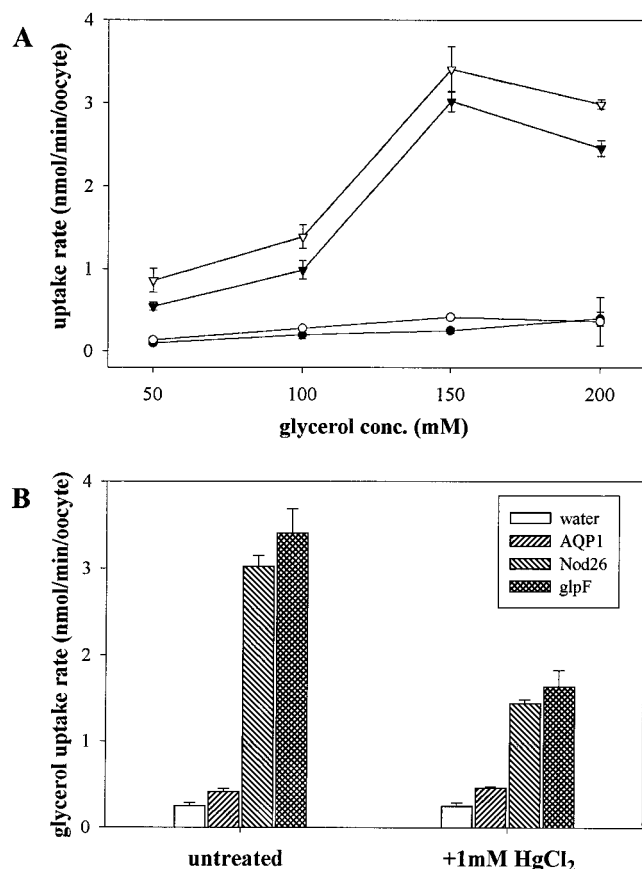 A
uptake rate (nmol/min/oocyte)
4
3
2
1
0
50 100 150 200
glycerol conc. (mM)
B
glycerol uptake rate (nmol/min/oocyte)
4
3
2
1
0
water
AQP1
Nod26
glpF
untreated +1mM HgCl₂